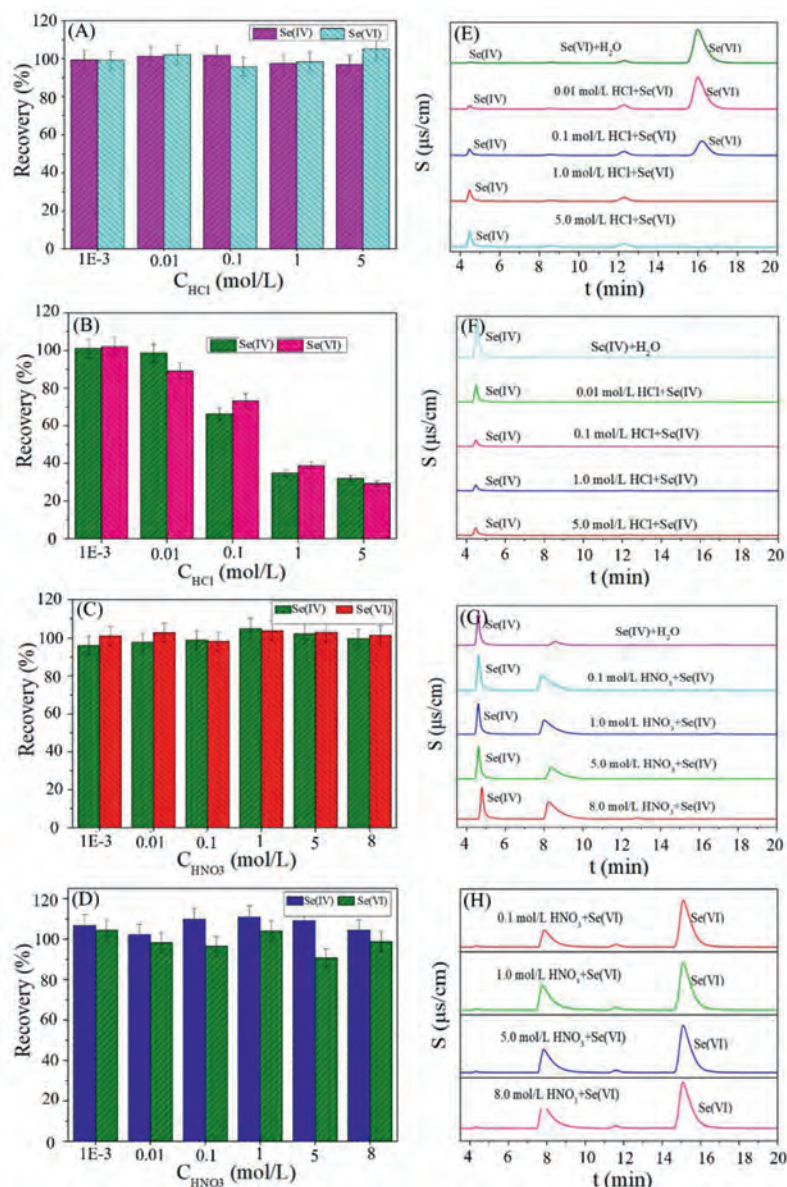 (A)
Se(IV) Se(VI)
120
100
80
60
40
20
0
Recovery (%)
1E-3 0.01 0.1 1 5
C_HCl (mol/L)
(E)
Se(IV) Se(VI)+H₂O Se(VI)
Se(IV) 0.01 mol/L HCl+Se(VI) Se(VI)
Se(IV) 0.1 mol/L HCl+Se(VI) Se(VI)
Se(IV) 1.0 mol/L HCl+Se(VI)
Se(IV) 5.0 mol/L HCl+Se(VI)
S (μs/cm)
4 6 8 10 12 14 16 18 20
t (min)
(B)
Se(IV) Se(VI)
120
100
80
60
40
20
0
Recovery (%)
1E-3 0.01 0.1 1 5
C_HCl (mol/L)
(F)
Se(IV) Se(IV)+H₂O
Se(IV) 0.01 mol/L HCl+Se(IV)
Se(IV) 0.1 mol/L HCl+Se(IV)
Se(IV) 1.0 mol/L HCl+Se(IV)
Se(IV) 5.0 mol/L HCl+Se(IV)
S (μs/cm)
4 6 8 10 12 14 16 18 20
t (min)
(C)
Se(IV) Se(VI)
120
100
80
60
40
20
0
Recovery (%)
1E-3 0.01 0.1 1 5 8
C_HNO3 (mol/L)
(G)
Se(IV) Se(IV)+H₂O
Se(IV) 0.1 mol/L HNO₃+Se(IV)
Se(IV) 1.0 mol/L HNO₃+Se(IV)
Se(IV) 5.0 mol/L HNO₃+Se(IV)
Se(IV) 8.0 mol/L HNO₃+Se(IV)
S (μs/cm)
4 6 8 10 12 14 16 18 20
t (min)
(D)
Se(IV) Se(VI)
120
100
80
60
40
20
0
Recovery (%)
1E-3 0.01 0.1 1 5 8
C_HNO3 (mol/L)
(H)
0.1 mol/L HNO₃+Se(VI) Se(VI)
1.0 mol/L HNO₃+Se(VI) Se(VI)
5.0 mol/L HNO₃+Se(VI) Se(VI)
8.0 mol/L HNO₃+Se(VI) Se(VI)
S (μs/cm)
4 6 8 10 12 14 16 18 20
t (min)